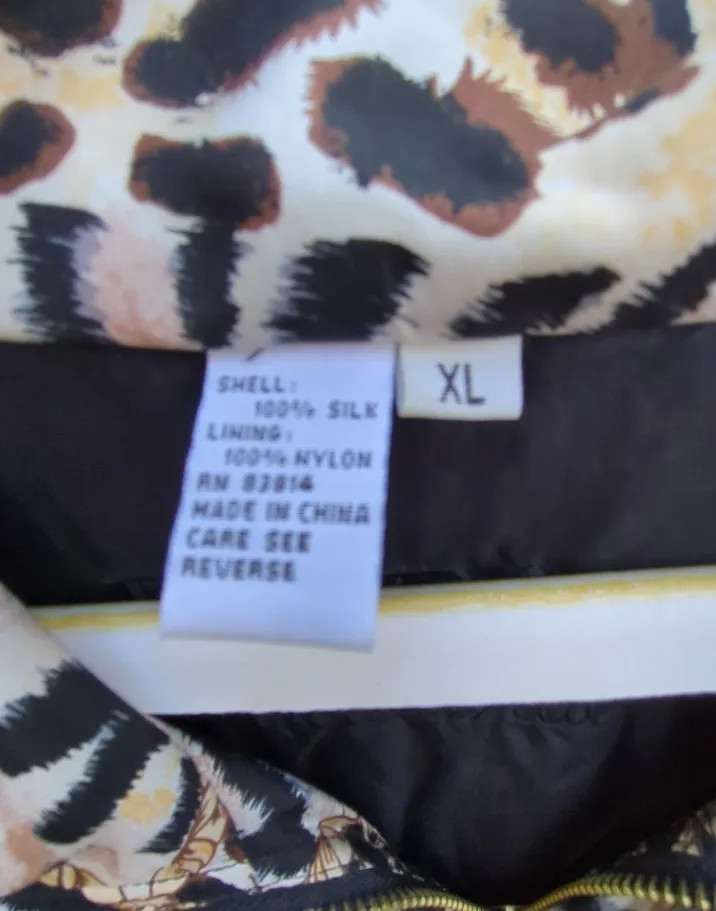 SHELL:
100% SILK
LINING:
100% NYLON
RN 83814
MADE IN CHINA
CARE SEE
REVERSE
XL